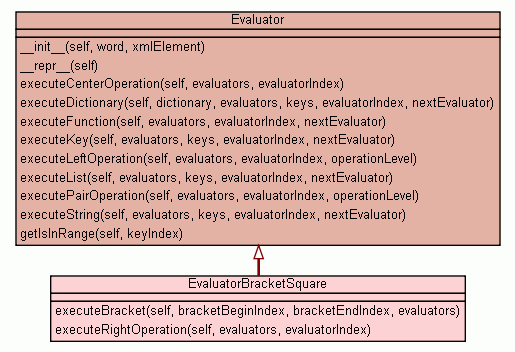 Evaluator
__init__(self, word, xmlElement)
__repr__(self)
executeCenterOperation(self, evaluators, evaluatorIndex)
executeDictionary(self, dictionary, evaluators, keys, evaluatorIndex, nextEvaluator)
executeFunction(self, evaluators, evaluatorIndex, nextEvaluator)
executeKey(self, evaluators, keys, evaluatorIndex, nextEvaluator)
executeLeftOperation(self, evaluators, evaluatorIndex, operationLevel)
executeList(self, evaluators, keys, evaluatorIndex, nextEvaluator)
executePairOperation(self, evaluators, evaluatorIndex, operationLevel)
executeString(self, evaluators, keys, evaluatorIndex, nextEvaluator)
getIsInRange(self, keyIndex)
EvaluatorBracketSquare
executeBracket(self, bracketBeginIndex, bracketEndIndex, evaluators)
executeRightOperation(self, evaluators, evaluatorIndex)